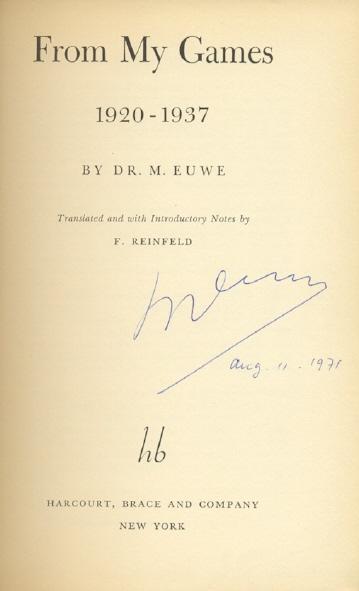 From My Games
1920-1937
BY DR. M. EUWE
Translated and with Introductory Notes by
F. REINFELD
Aug. 11. 1971
hb
HARCOURT, BRACE AND COMPANY
NEW YORK